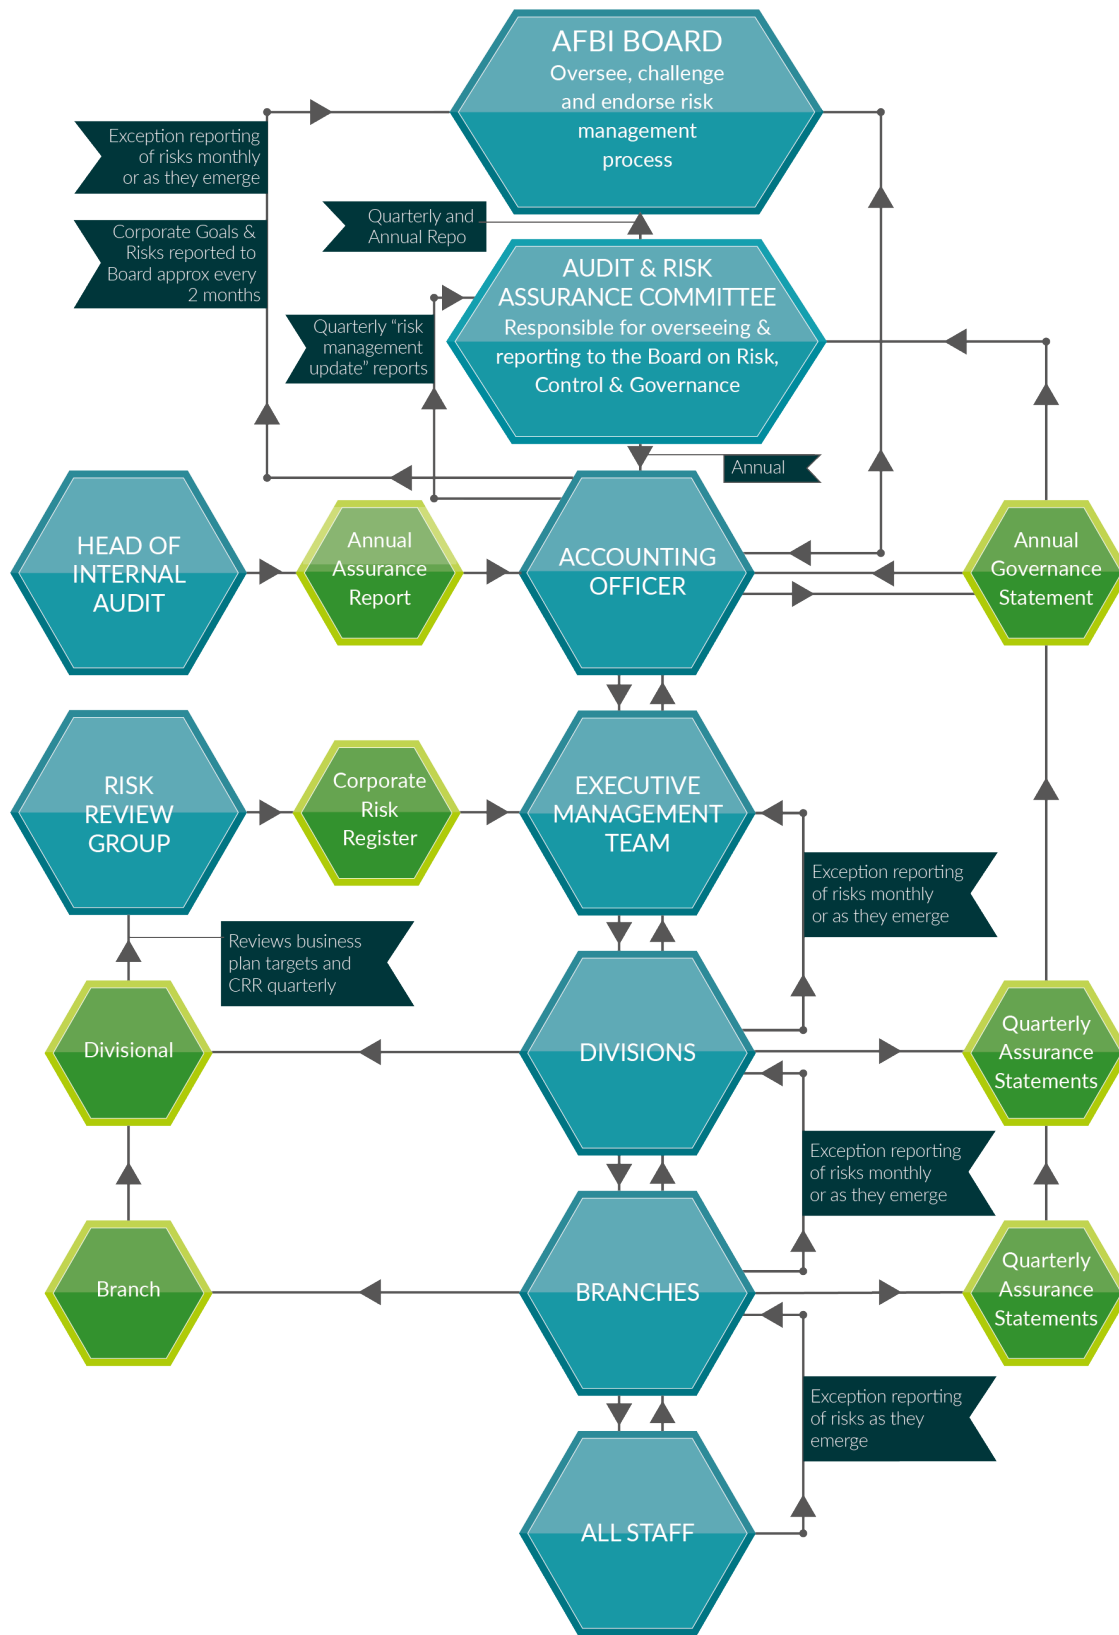 AFBI BOARD
Oversee, challenge
and endorse risk
management
process
Exception reporting
of risks monthly
or as they emerge
Corporate Goals &
Risks reported to
Board approx every
2 months
Quarterly and
Annual Repo
AUDIT & RISK
ASSURANCE COMMITTEE
Responsible for overseeing &
reporting to the Board on Risk,
Control & Governance
Quarterly “risk
management
update” reports
Annual
HEAD OF
INTERNAL
AUDIT
Annual
Assurance
Report
ACCOUNTING
OFFICER
Annual
Governance
Statement
RISK
REVIEW
GROUP
Corporate
Risk
Register
EXECUTIVE
MANAGEMENT
TEAM
Exception reporting
of risks monthly
or as they emerge
Reviews business
plan targets and
CRR quarterly
Divisional
DIVISIONS
Quarterly
Assurance
Statements
Exception reporting
of risks monthly
or as they emerge
Branch
BRANCHES
Quarterly
Assurance
Statements
Exception reporting
of risks as they
emerge
ALL STAFF